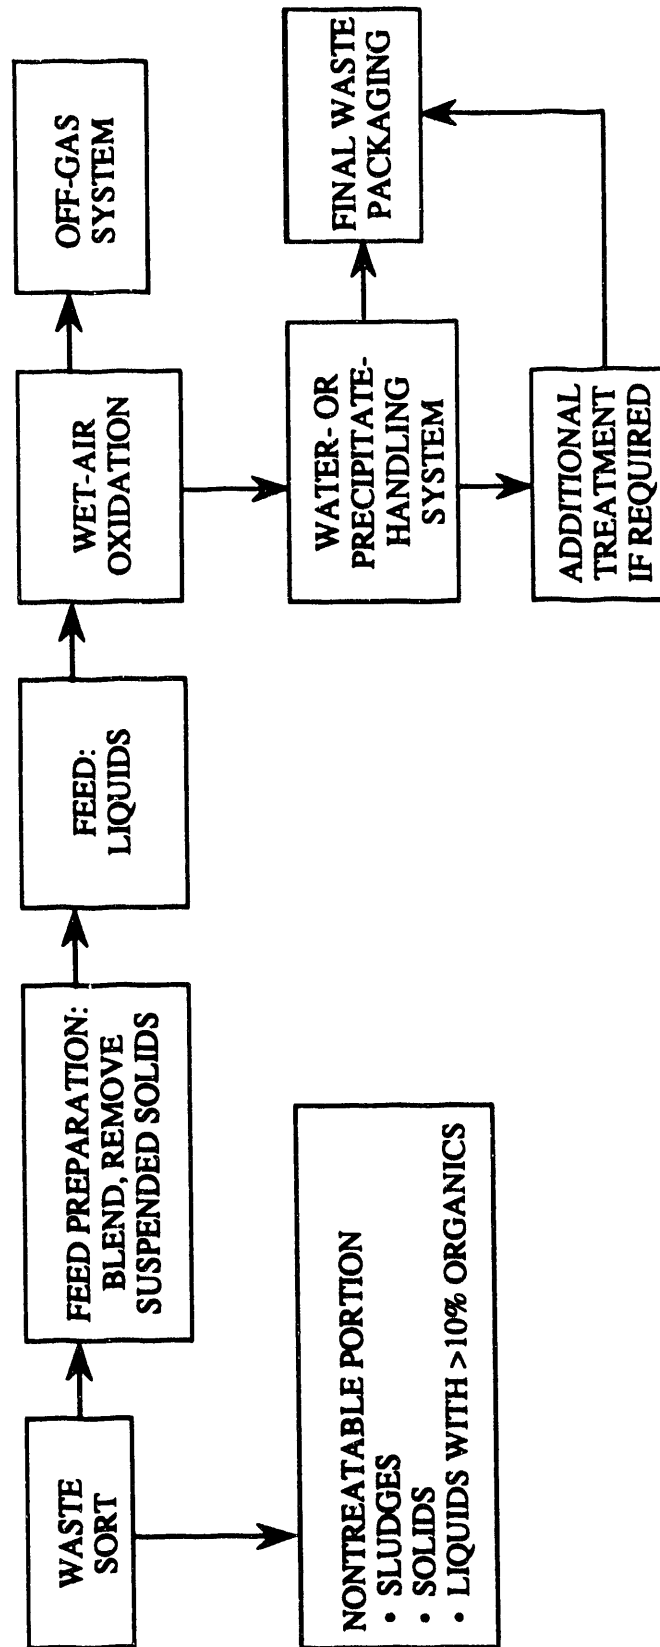 WASTE
SORT
FEED PREPARATION:
BLEND, REMOVE
SUSPENDED SOLIDS
FEED:
LIQUIDS
WET-AIR
OXIDATION
OFF-GAS
SYSTEM
NONTREATABLE PORTION
• SLUDGES
• SOLIDS
• LIQUIDS WITH >10% ORGANICS
WATER- OR
PRECIPITATE-
HANDLING
SYSTEM
FINAL WASTE
PACKAGING
ADDITIONAL
TREATMENT
IF REQUIRED